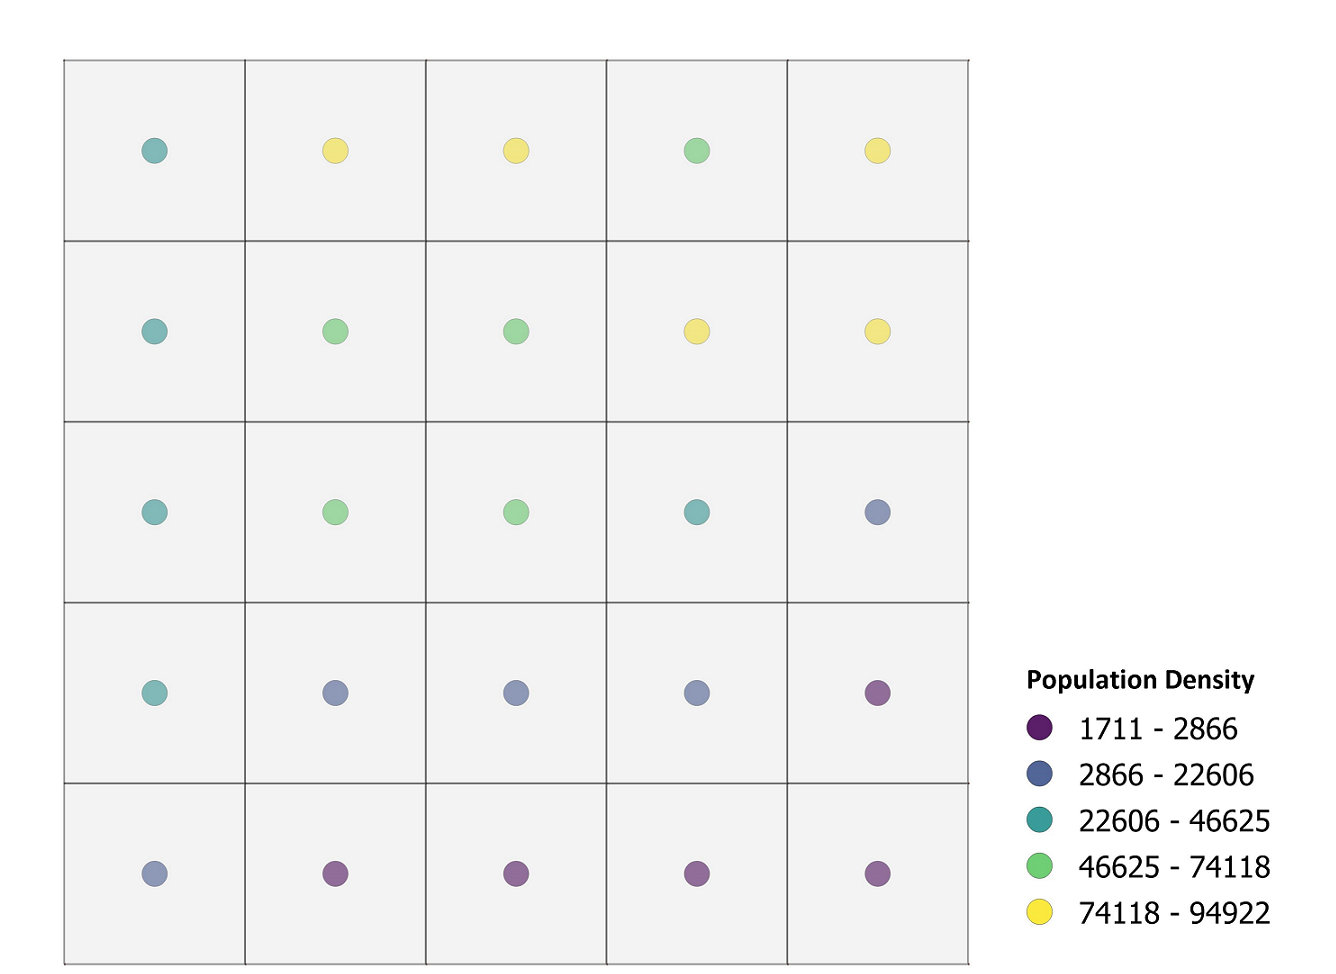 Population Density
1711 - 2866
2866 - 22606
22606 - 46625
46625 - 74118
74118 - 94922